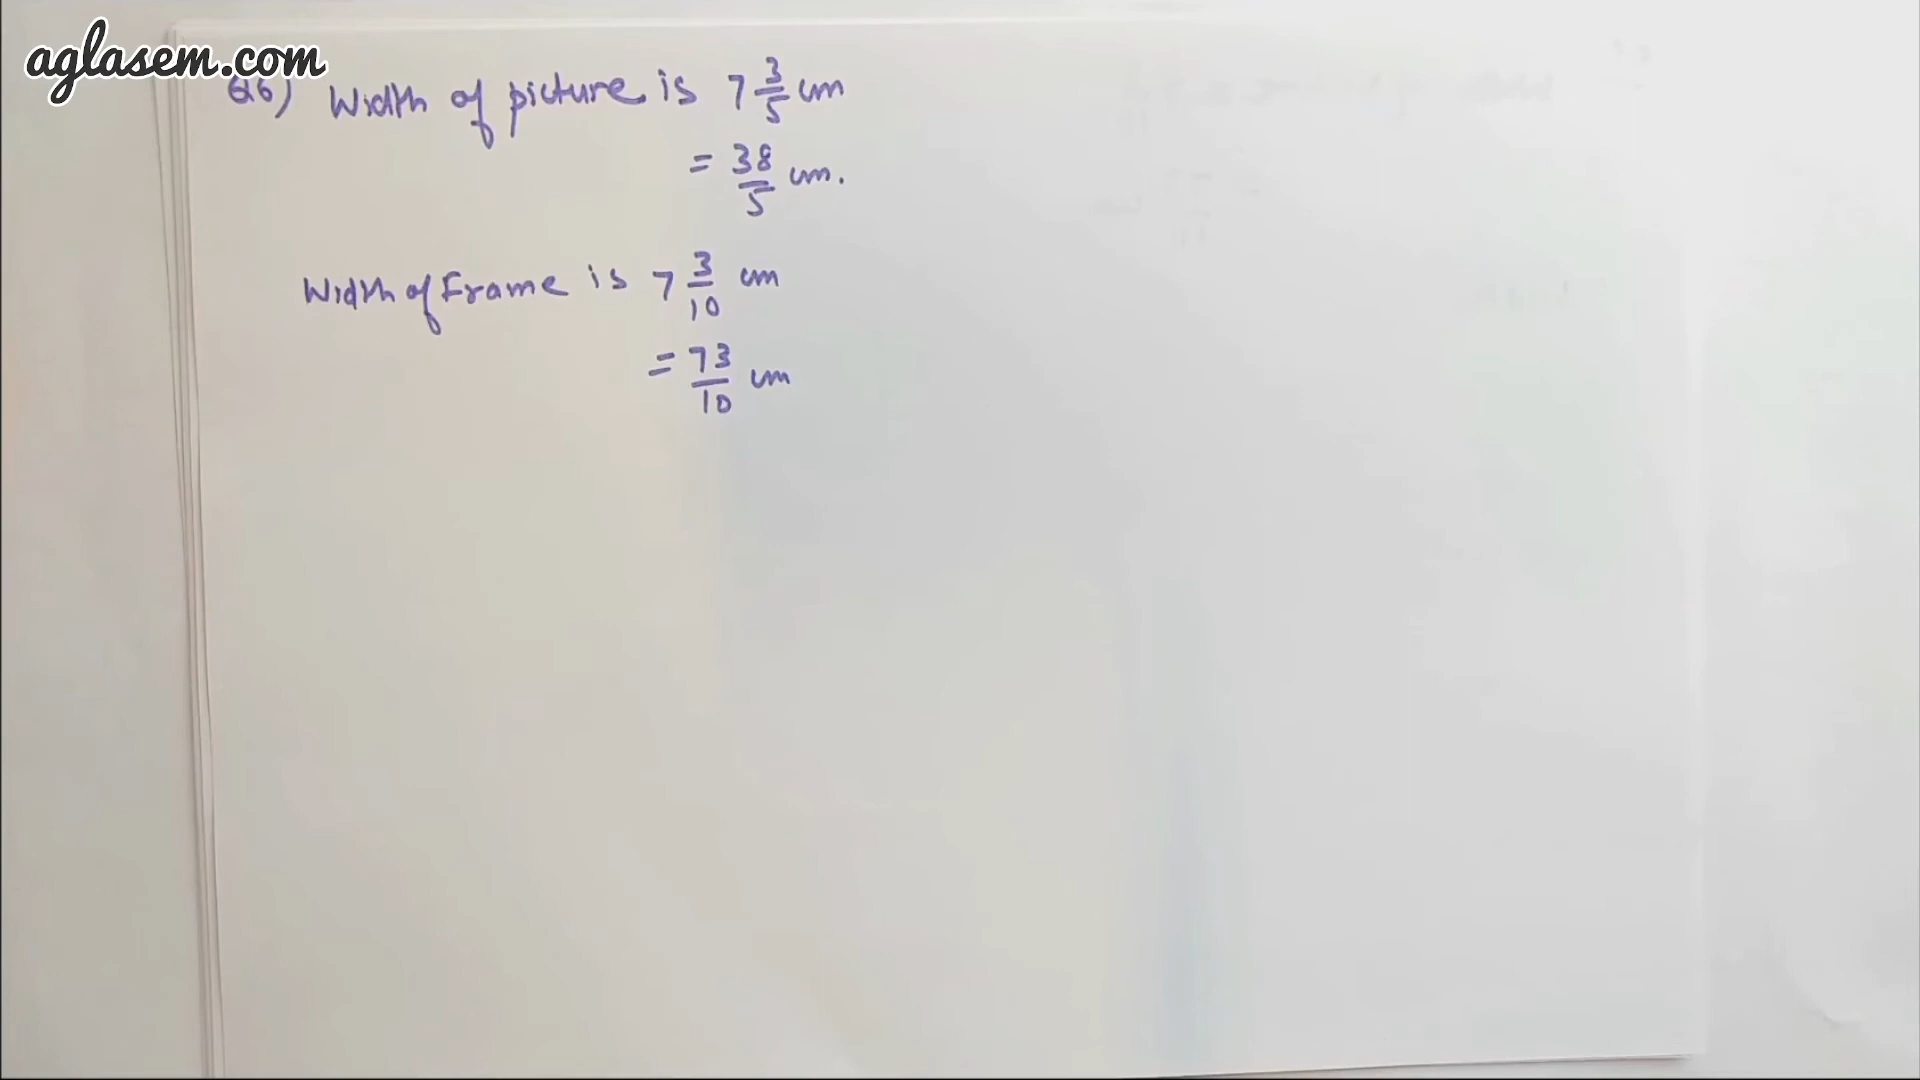 aglasem.com
Q6) Width of picture is 7 3/5 cm
= 38/5 cm.
Width of Frame is 7 3/10 cm
= 73/10 cm